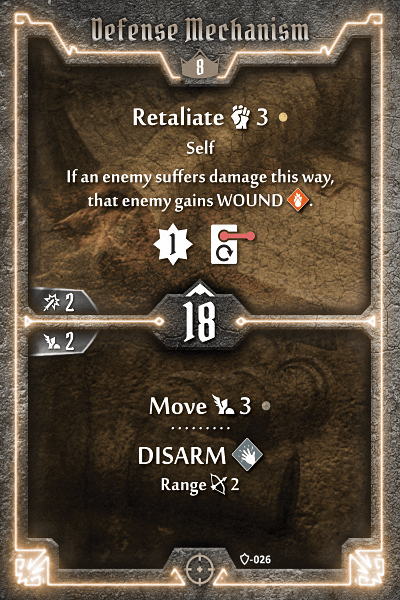 Defense Mechanism
8
Retaliate 3
Self
If an enemy suffers damage this way,
that enemy gains WOUND .
1
2
18
2
Move 3
DISARM
Range 2
-026